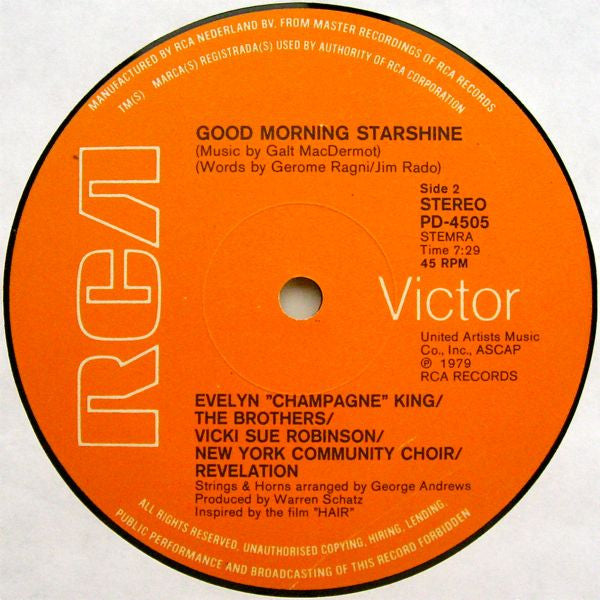 MANUFACTURED BY RCA NEDERLAND BV. FROM MASTER RECORDINGS OF RCA RECORDS
TM(S) MARCA(S) REGISTRADA(S) USED BY AUTHORITY OF RCA CORPORATION
GOOD MORNING STARSHINE
(Music by Galt MacDermot)
(Words by Gerome Ragni/Jim Rado)
Side 2
STEREO
PD-4505
STEMRA
Time 7:29
45 RPM
RCA
Victor
United Artists Music
Co., Inc., ASCAP
℗ 1979
RCA RECORDS
EVELYN "CHAMPAGNE" KING/
THE BROTHERS/
VICKI SUE ROBINSON/
NEW YORK COMMUNITY CHOIR/
REVELATION
Strings & Horns arranged by George Andrews
Produced by Warren Schatz
Inspired by the film "HAIR"
ALL RIGHTS RESERVED. UNAUTHORISED COPYING, HIRING, LENDING,
PUBLIC PERFORMANCE AND BROADCASTING OF THIS RECORD FORBIDDEN